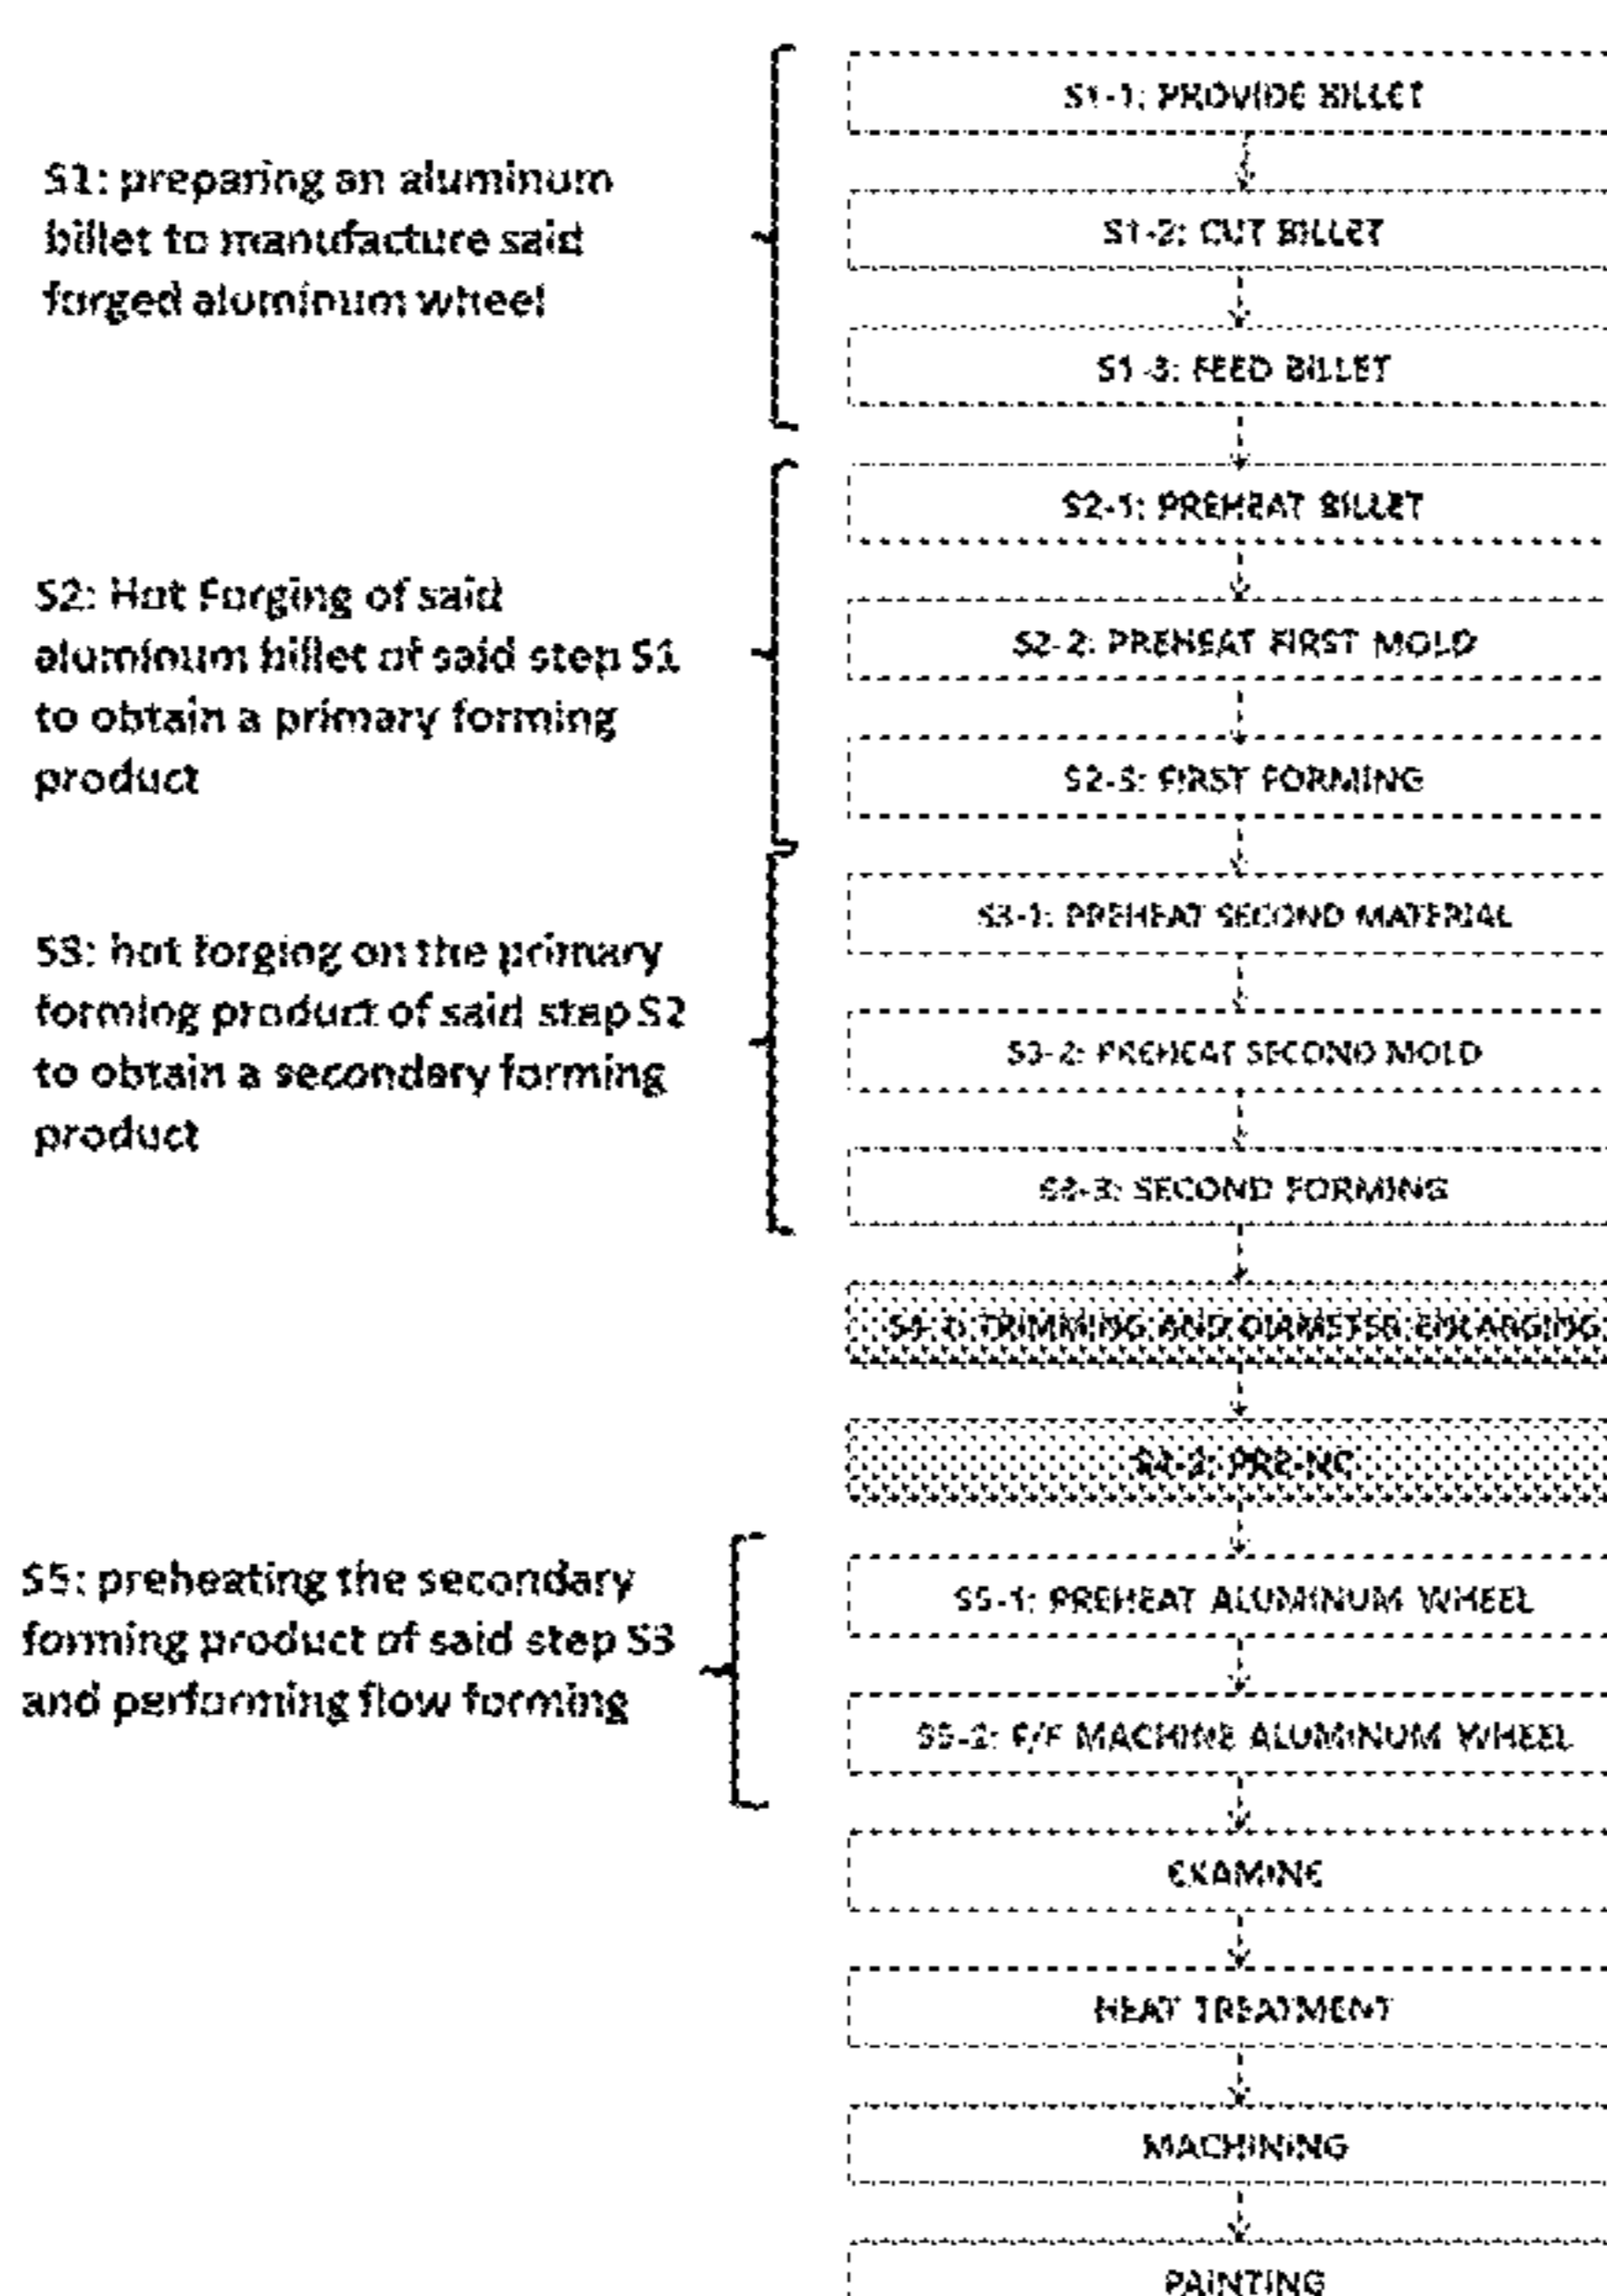 S1-1: PROVIDE BILLET
S1: preparing an aluminum
billet to manufacture said
forged aluminum wheel
S1-2: CUT BILLET
S1-3: FEED BILLET
S2-1: PREHEAT BILLET
S2: Hot Forging of said
aluminum billet of said step S1
to obtain a primary forming
product
S2-2: PREHEAT FIRST MOLD
S2-3: FIRST FORMING
S3-1: PREHEAT SECOND MATERIAL
S3: hot forging on the primary
forming product of said step S2
to obtain a secondary forming
product
S3-2: PREHEAT SECOND MOLD
S3-3: SECOND FORMING
S4-1: TRIMMING AND DIAMETER ENLARGING
S4-2: PRE-NC
S5: preheating the secondary
forming product of said step S3
and performing flow forming
S5-1: PREHEAT ALUMINUM WHEEL
S5-2: F/F MACHINE ALUMINUM WHEEL
EXAMINE
HEAT TREATMENT
MACHINING
PAINTING